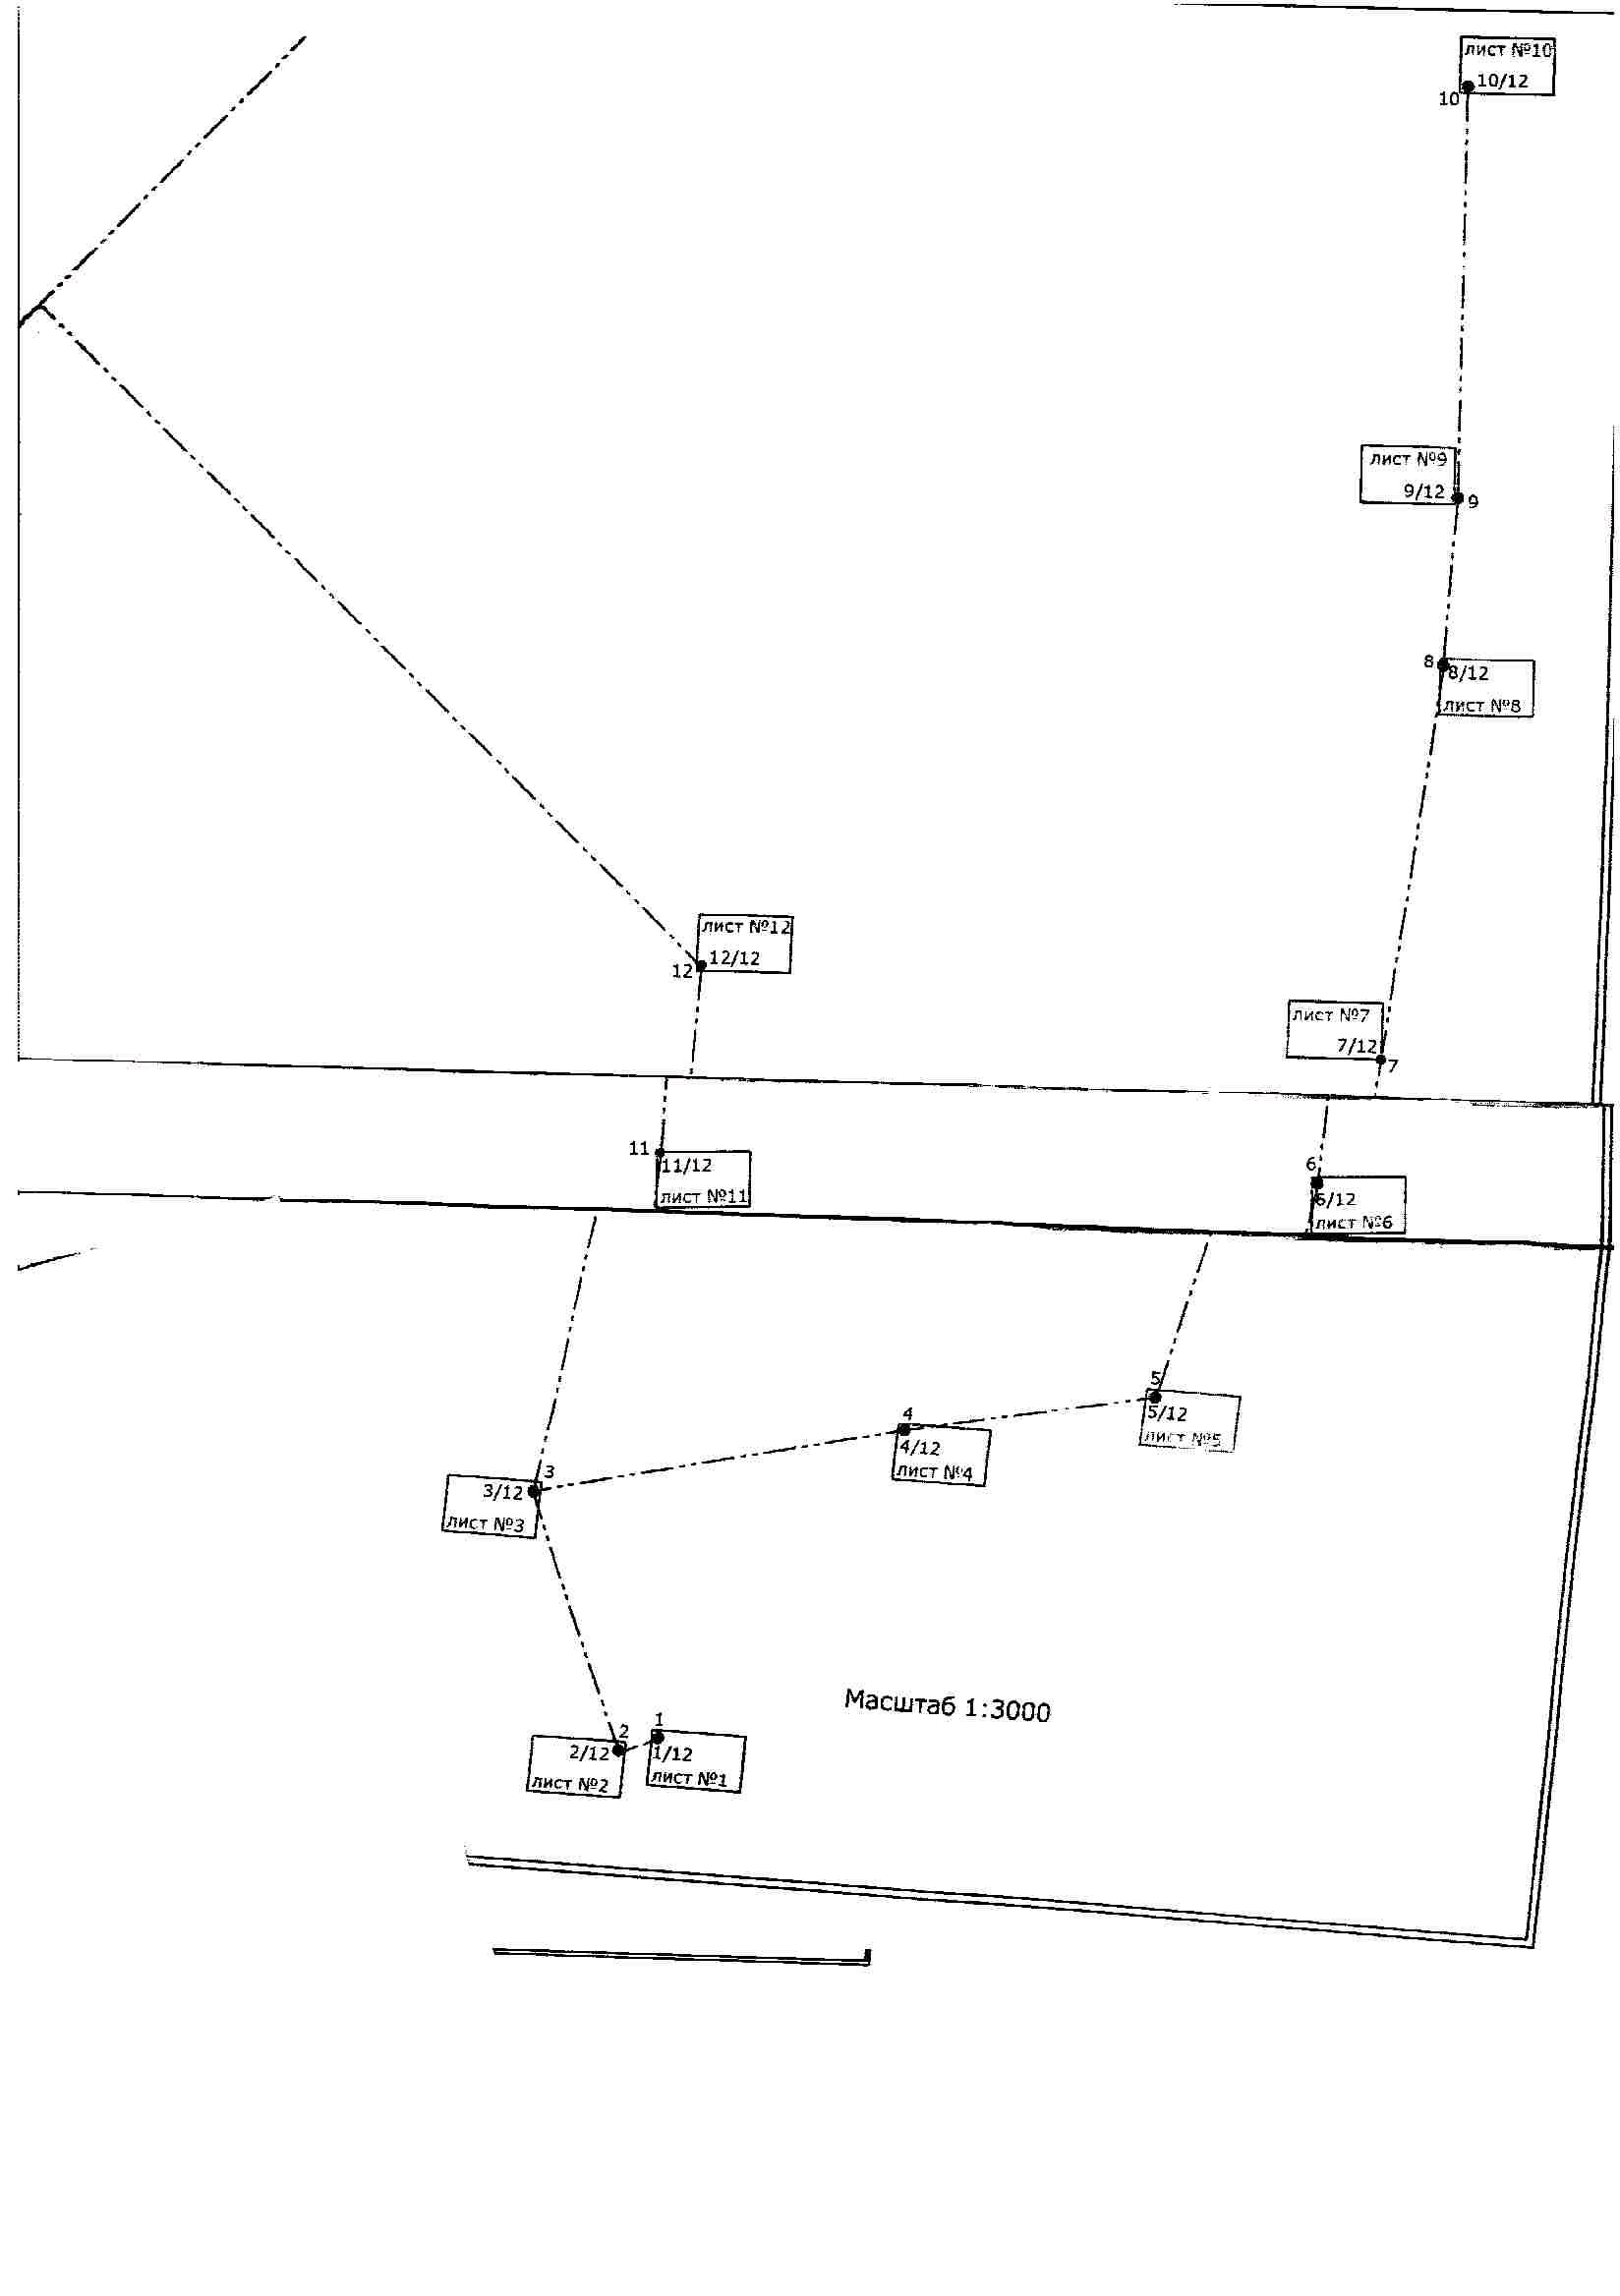 лист №10
10/12
10
лист №9
9/12
9
8
8/12
лист №8
лист №12
12/12
12
лист №7
7/12
7
11
11/12
лист №11
6
6/12
лист №6
5
5/12
лист №5
4
4/12
лист №4
3
3/12
лист №3
Масштаб 1:3000
2
2/12
лист №2
1
1/12
лист №1